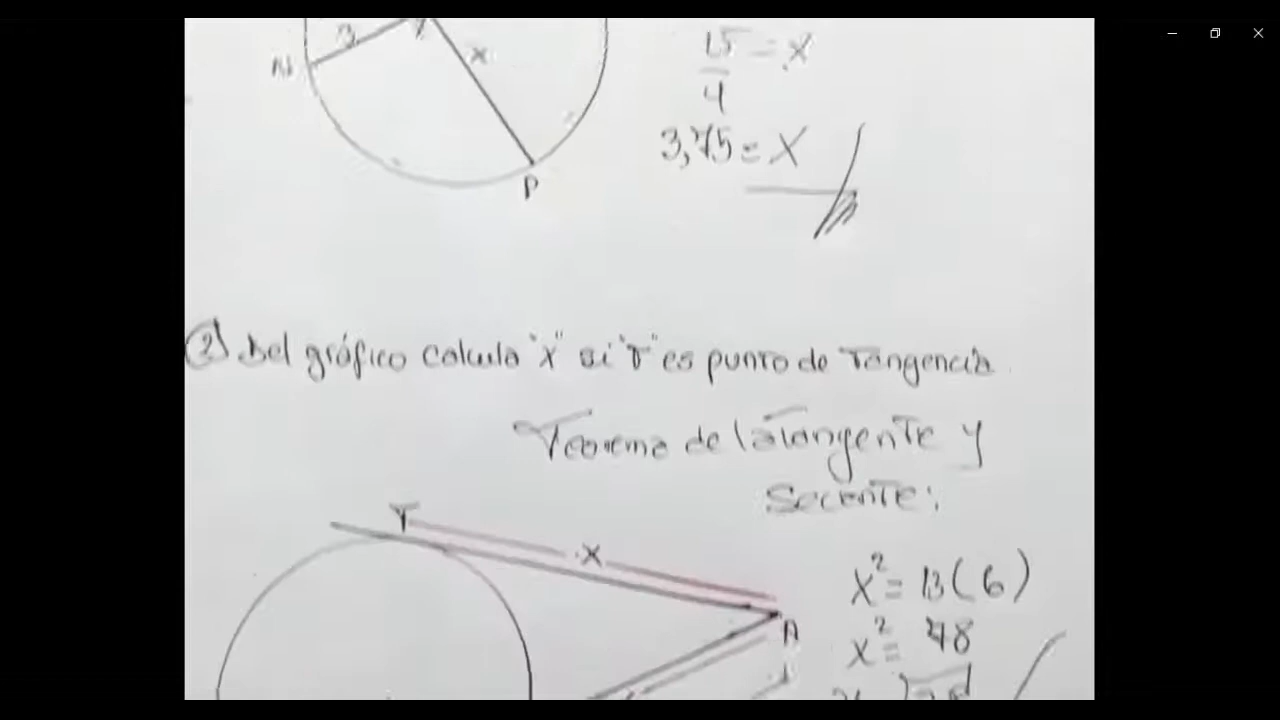 3
x
N
P
15/4 = x
3,75 = x
② Del gráfico calcula "x" si "T" es punto de Tangencia
Teorema de la Tangente y
Secante:
T
x
A
x² = 13(6)
x² = 78